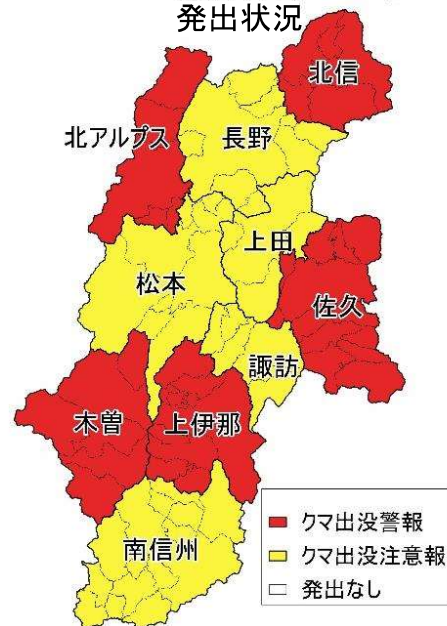 発出状況
北信
北アルプス
長野
上田
松本
佐久
諏訪
木曽
上伊那
南信州
クマ出没警報
クマ出没注意報
発出なし